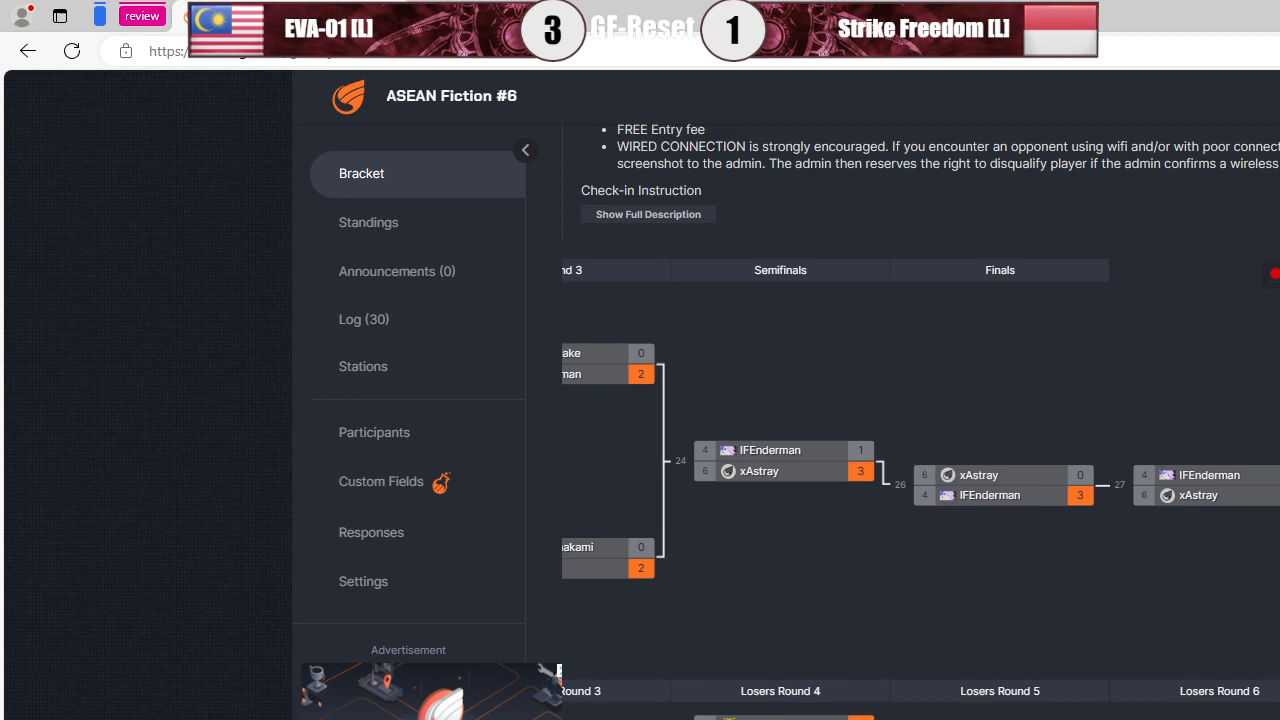 review
EVA-01 [L]
3
GF-Reset
1
Strike Freedom [L]
https:
ASEAN Fiction #6
FREE Entry fee
WIRED CONNECTION is strongly encouraged. If you encounter an opponent using wifi and/or with poor connect
screenshot to the admin. The admin then reserves the right to disqualify player if the admin confirms a wireless
Check-in Instruction
Show Full Description
Bracket
Standings
Announcements (0)
Log (30)
Stations
Participants
Custom Fields
Responses
Settings
Advertisement
nd 3
Semifinals
Finals
ake 0
man 2
24
4 IFEnderman 1
6 xAstray 3
26
6 xAstray 0
4 IFEnderman 3
27
4 IFEnderman
6 xAstray
akami 0
2
Round 3
Losers Round 4
Losers Round 5
Losers Round 6